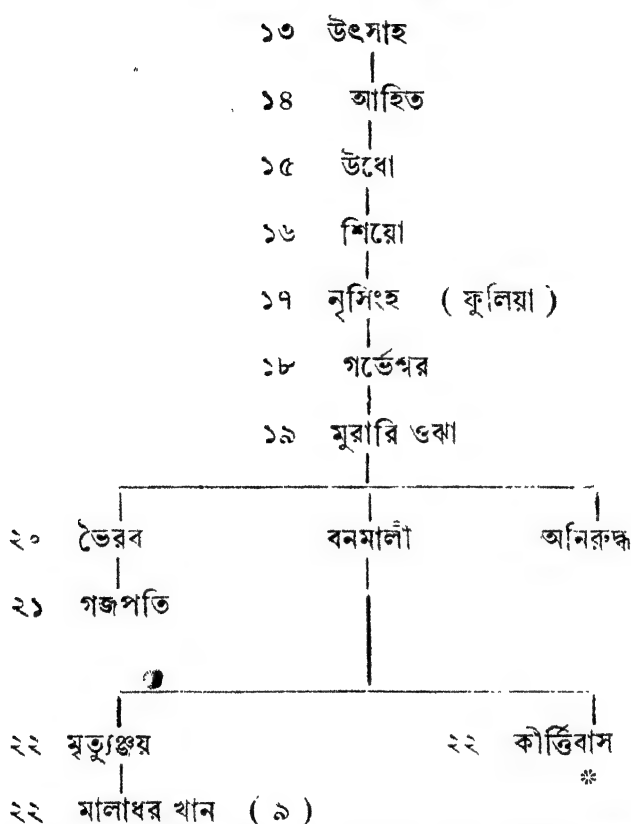 ১৩ উৎসাহ
১৪ আহিত
১৫ উধো
১৬ শিয়ো
১৭ নৃসিংহ ( ফুলিয়া )
১৮ গর্ভেশ্বর
১৯ মুরারি ওঝা
২০ ভৈরব বনমালী অনিরুদ্ধ
২১ গজপতি
২২ মৃত্যুঞ্জয় ২২ কীর্ত্তিবাস
*
২২ মালাধর খান ( ৯ )